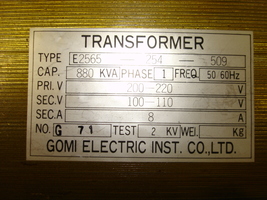 TRANSFORMER
TYPE E2565 - 254 - 509
CAP. 880 KVA PHASE 1 FREQ. 50 60Hz
PRI. V 200-220 V
SEC. V 100-110 V
SEC. A 8 A
NO. G 71 TEST 2 KV WEI. Kg
GOMI ELECTRIC INST. CO., LTD.